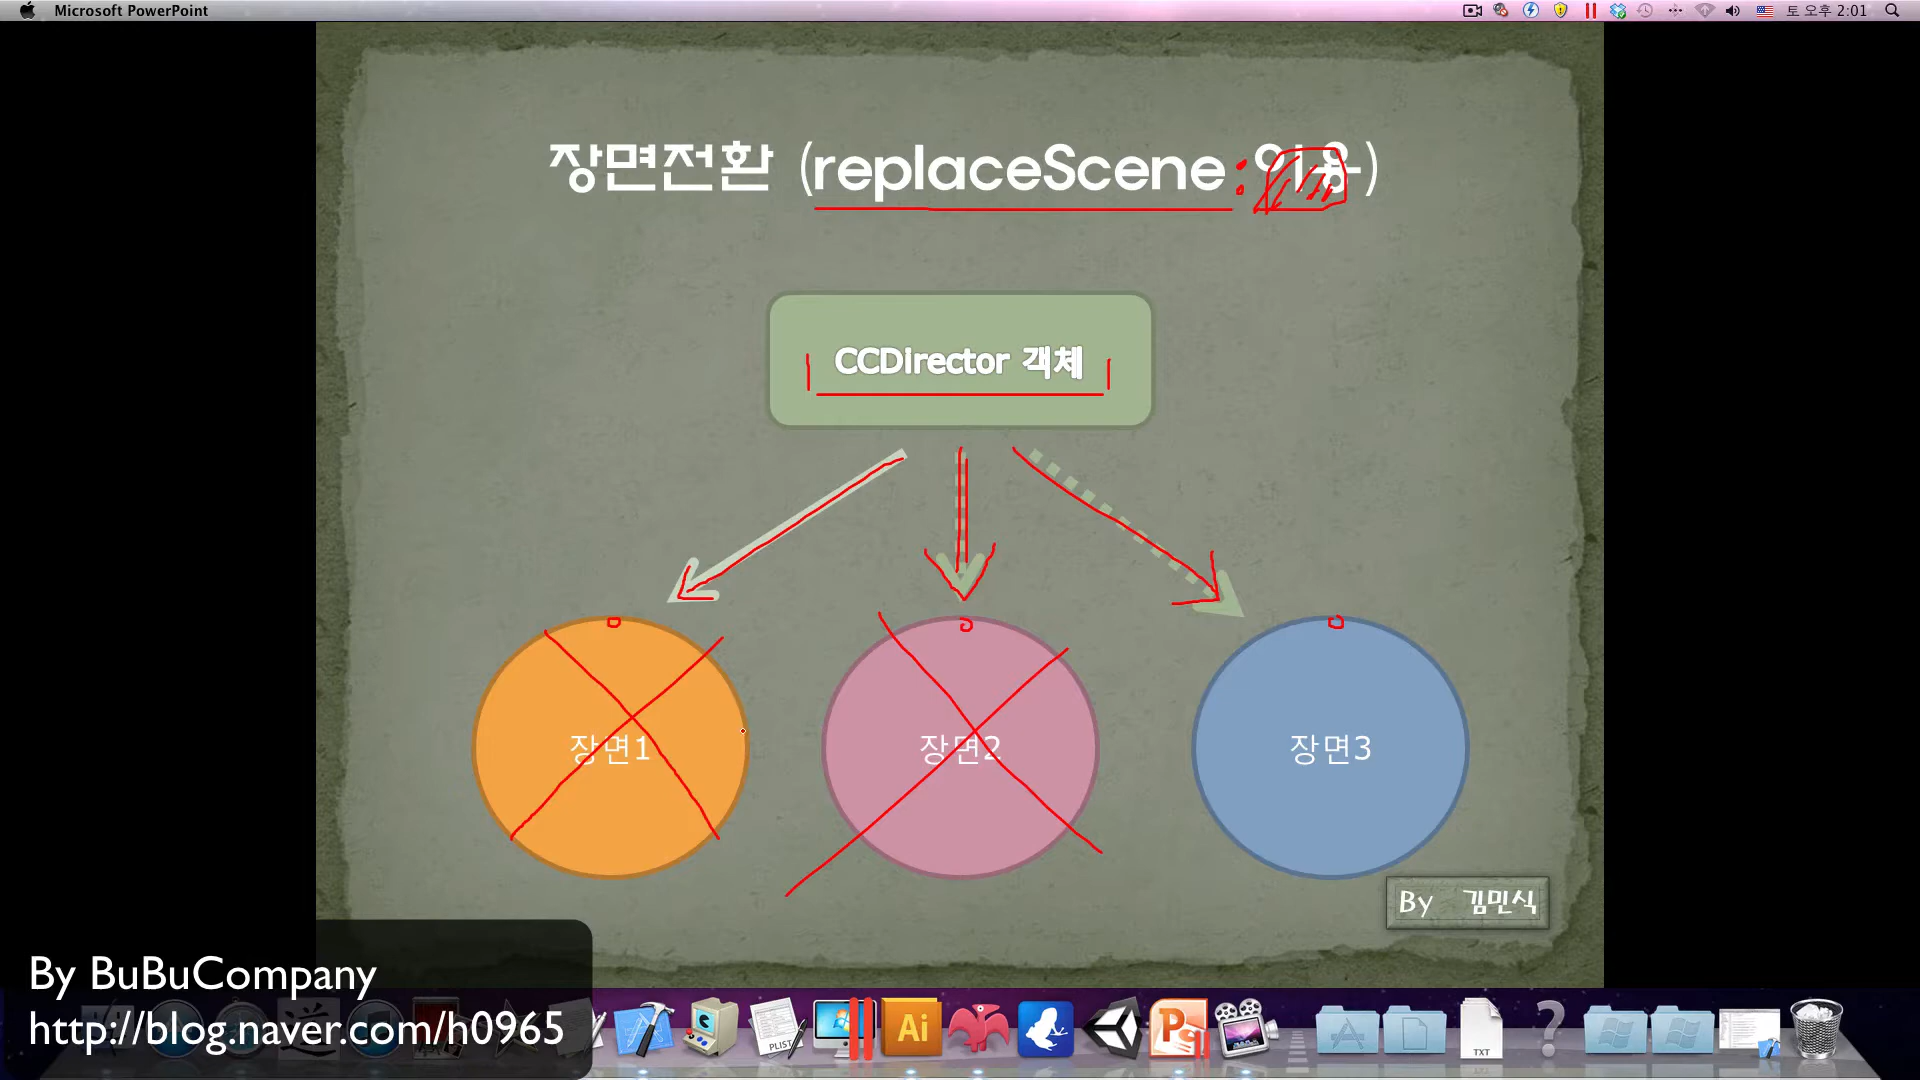 Microsoft PowerPoint
토 오후 2:01
장면전환 (replaceScene:이용)
CCDirector 객체
장면1
장면2
장면3
By 김민식
By BuBuCompany
http://blog.naver.com/h0965
PLIST
Ai
TXT